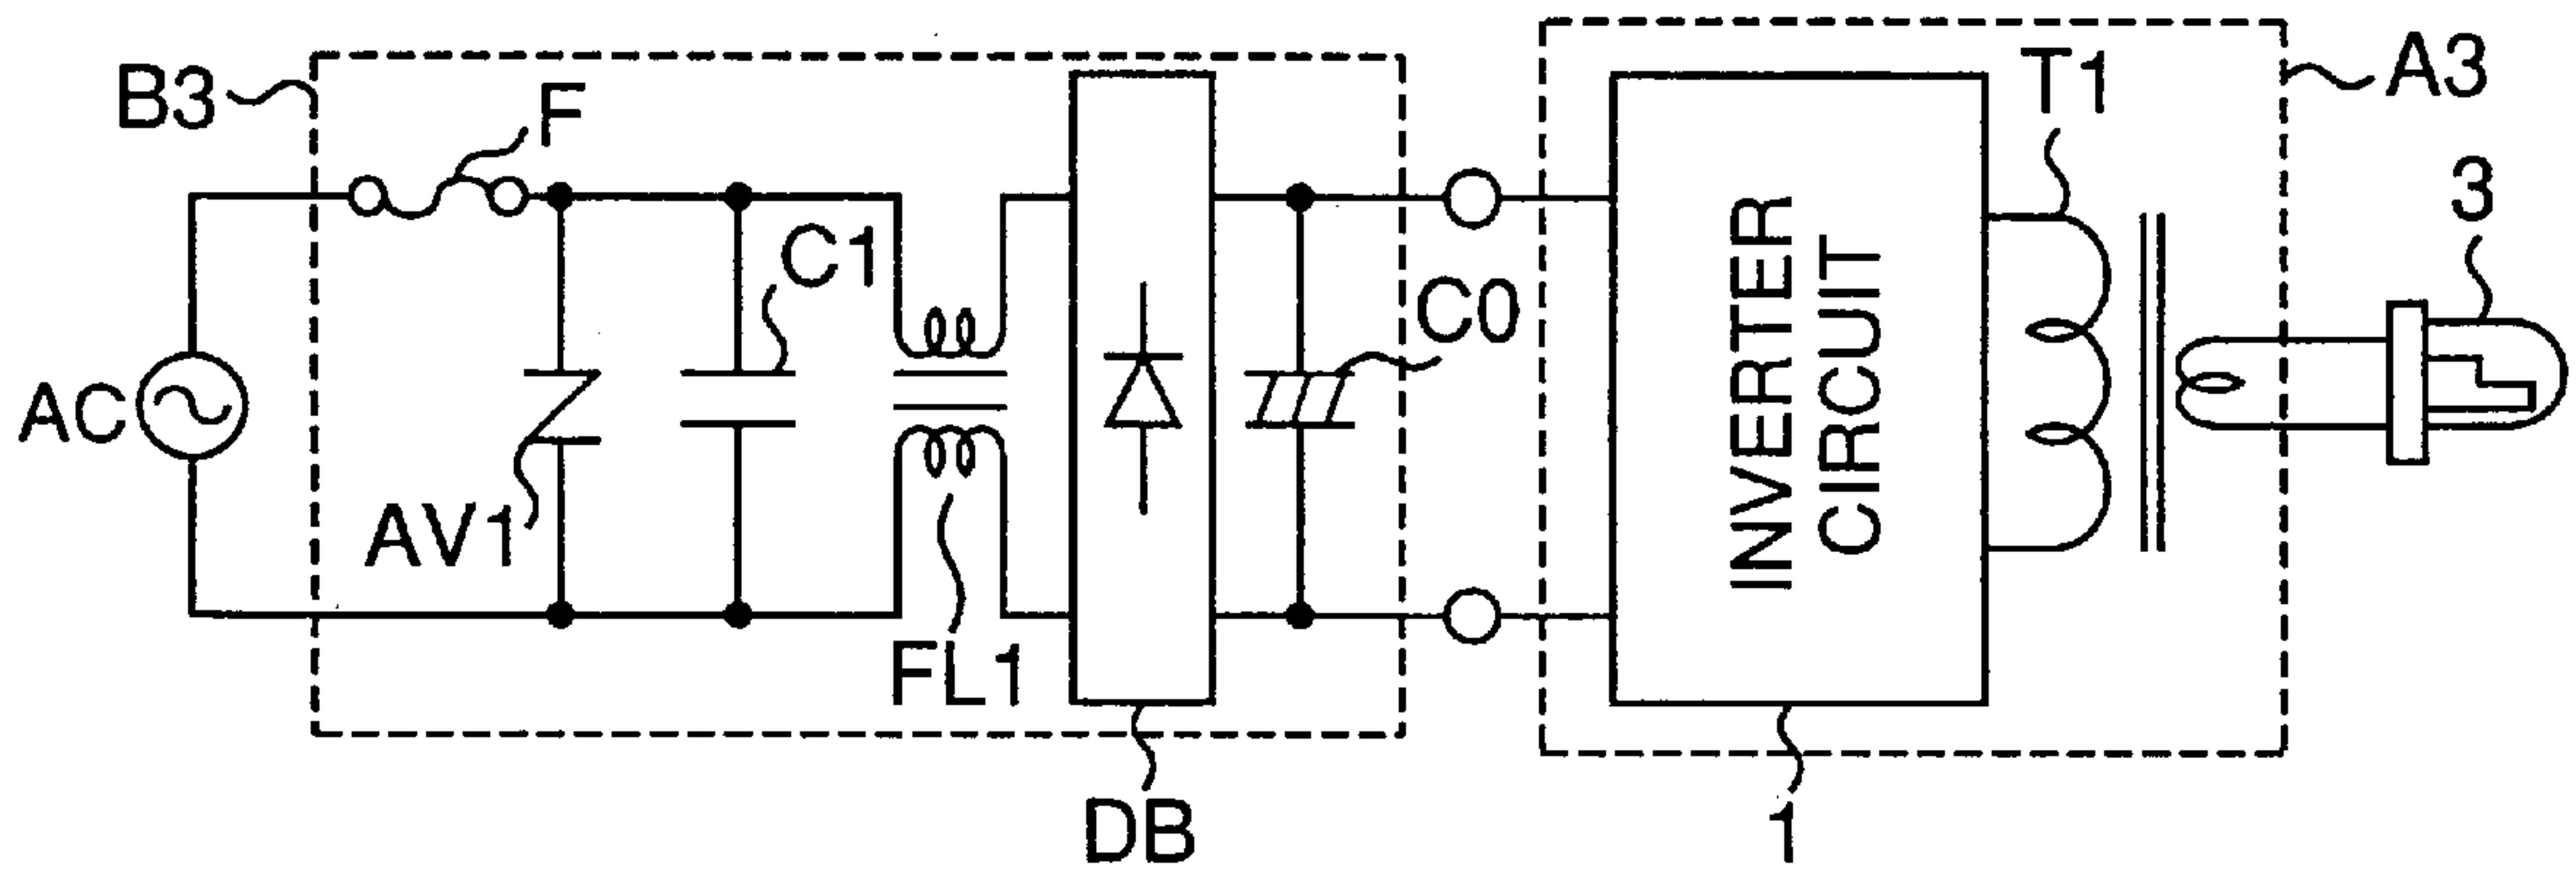 B3
F
T1
A3
3
C1
C0
AC
INVERTER
CIRCUIT
AV1
FL1
DB
1